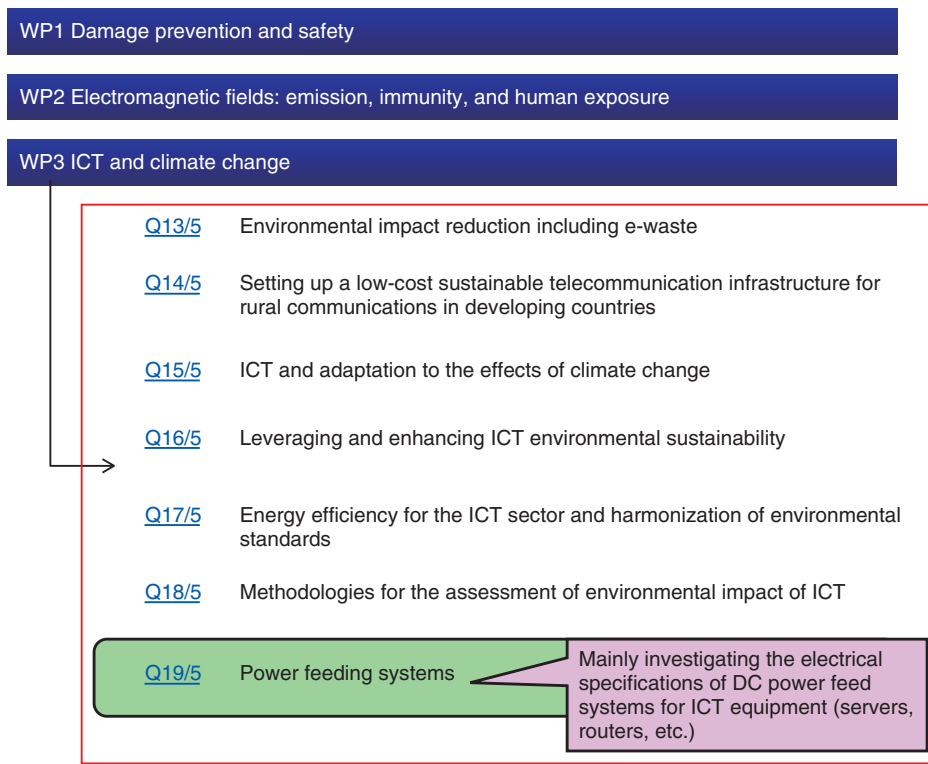 WP1 Damage prevention and safety
WP2 Electromagnetic fields: emission, immunity, and human exposure
WP3 ICT and climate change
Q13/5 Environmental impact reduction including e-waste
Q14/5 Setting up a low-cost sustainable telecommunication infrastructure for
rural communications in developing countries
Q15/5 ICT and adaptation to the effects of climate change
Q16/5 Leveraging and enhancing ICT environmental sustainability
Q17/5 Energy efficiency for the ICT sector and harmonization of environmental
standards
Q18/5 Methodologies for the assessment of environmental impact of ICT
Q19/5 Power feeding systems
Mainly investigating the electrical
specifications of DC power feed
systems for ICT equipment (servers,
routers, etc.)